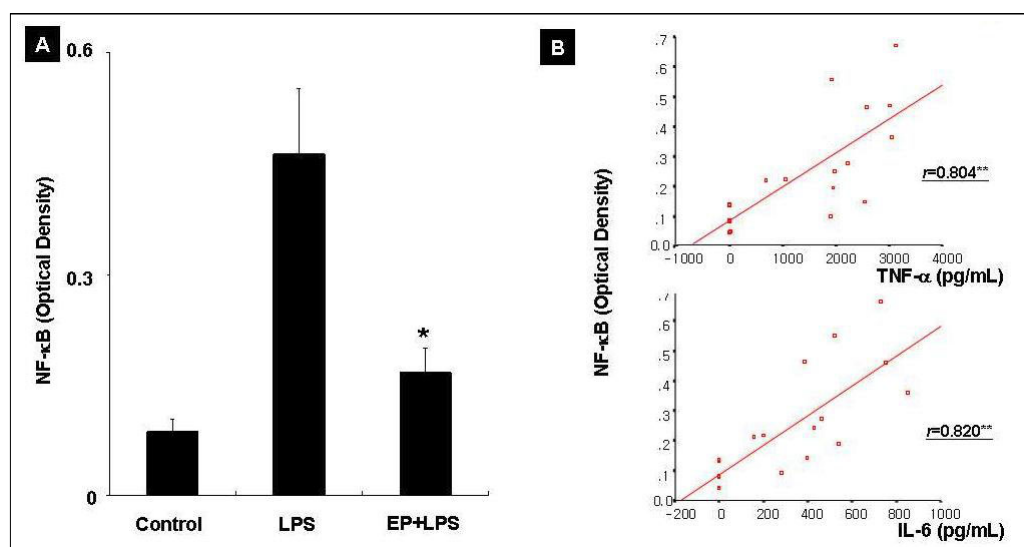 A
0.6
NF-κB (Optical Density)
0.3
0
*
Control LPS EP+LPS
B
NF-κB (Optical Density)
.7
.6
.5
.4
.3
.2
.1
0.0
r=0.804**
-1000 0 1000 2000 3000 4000
TNF-α (pg/mL)
.7
.6
.5
.4
.3
.2
.1
0.0
r=0.820**
-200 0 200 400 600 800 1000
IL-6 (pg/mL)